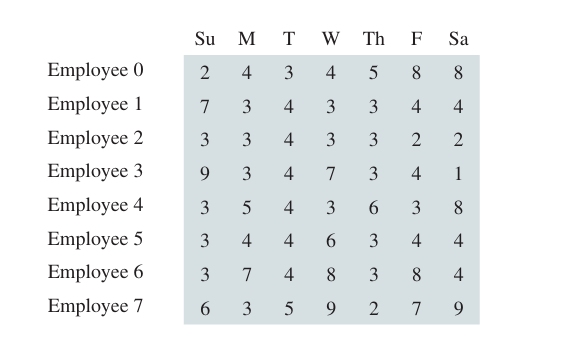 Su M T W Th F Sa
Employee 0 2 4 3 4 5 8 8
Employee 1 7 3 4 3 3 4 4
Employee 2 3 3 4 3 3 2 2
Employee 3 9 3 4 7 3 4 1
Employee 4 3 5 4 3 6 3 8
Employee 5 3 4 4 6 3 4 4
Employee 6 3 7 4 8 3 8 4
Employee 7 6 3 5 9 2 7 9